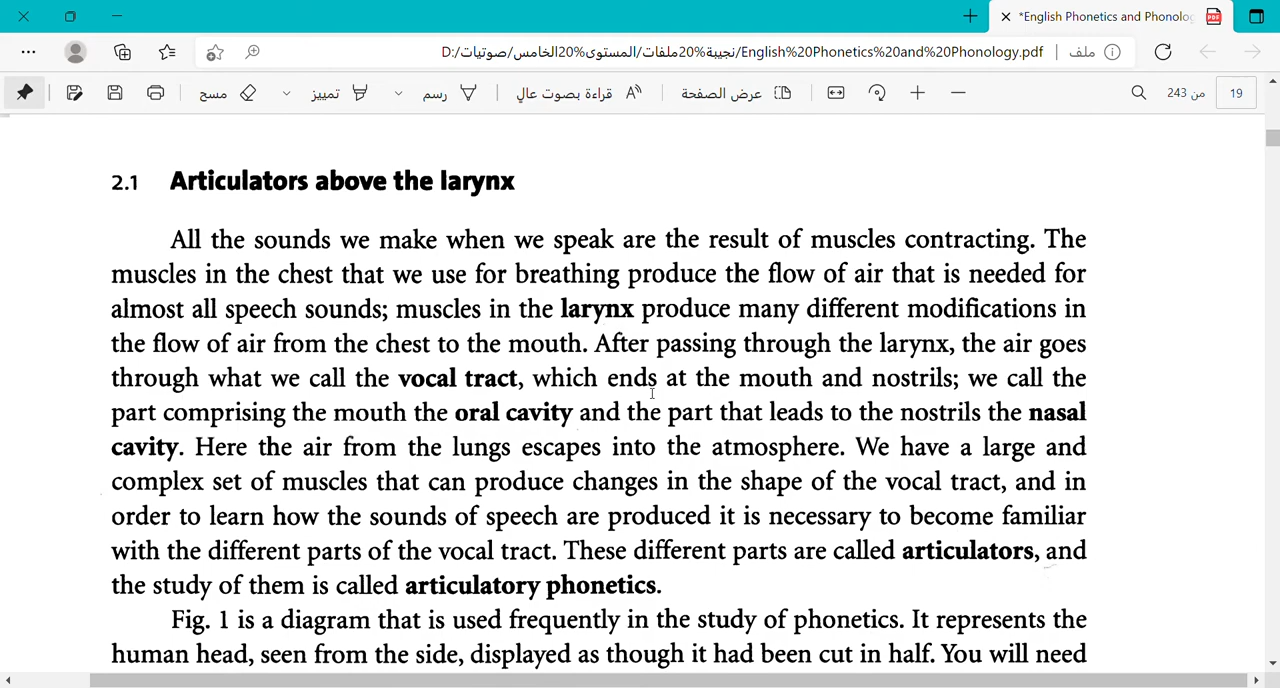 *English Phonetics and Phonolog
ملف
D:/نجيبة%20ملفات/المستوى%20الخامس/صوتيات/English%20Phonetics%20and%20Phonology.pdf
19
من 243
عرض الصفحة
قراءة بصوت عالٍ
رسم
تمييز
مسح
2.1 Articulators above the larynx
All the sounds we make when we speak are the result of muscles contracting. The
muscles in the chest that we use for breathing produce the flow of air that is needed for
almost all speech sounds; muscles in the larynx produce many different modifications in
the flow of air from the chest to the mouth. After passing through the larynx, the air goes
through what we call the vocal tract, which ends at the mouth and nostrils; we call the
part comprising the mouth the oral cavity and the part that leads to the nostrils the nasal
cavity. Here the air from the lungs escapes into the atmosphere. We have a large and
complex set of muscles that can produce changes in the shape of the vocal tract, and in
order to learn how the sounds of speech are produced it is necessary to become familiar
with the different parts of the vocal tract. These different parts are called articulators, and
the study of them is called articulatory phonetics.
Fig. 1 is a diagram that is used frequently in the study of phonetics. It represents the
human head, seen from the side, displayed as though it had been cut in half. You will need